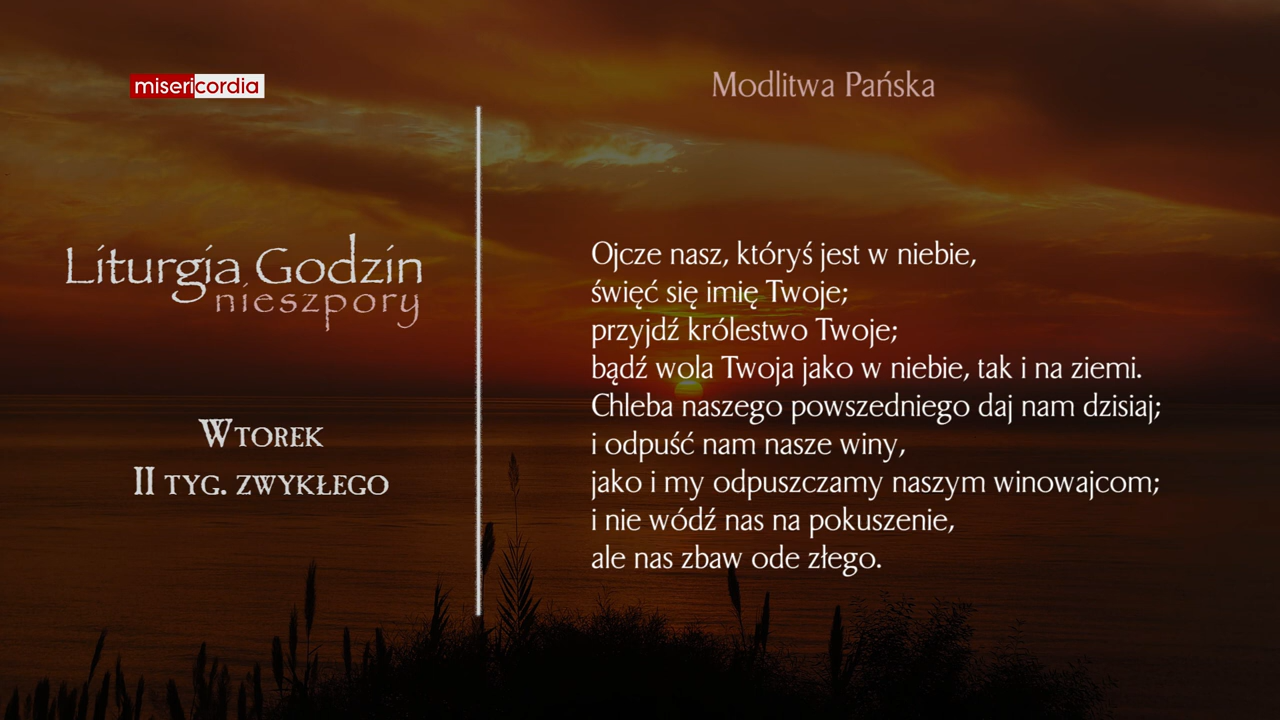 misericordia
Liturgia Godzin
nieszpory
Wtorek
II tyg. zwykłego
Modlitwa Pańska
Ojcze nasz, któryś jest w niebie,
święć się imię Twoje;
przyjdź królestwo Twoje;
bądź wola Twoja jako w niebie, tak i na ziemi.
Chleba naszego powszedniego daj nam dzisiaj;
i odpuść nam nasze winy,
jako i my odpuszczamy naszym winowajcom;
i nie wódź nas na pokuszenie,
ale nas zbaw ode złego.